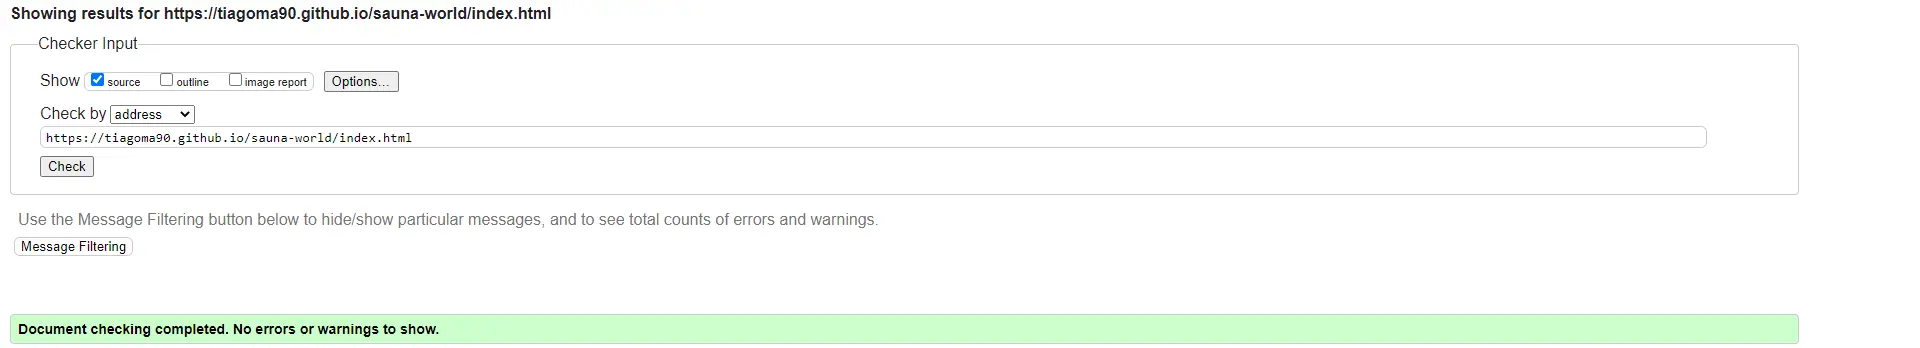 Showing results for https://tiagoma90.github.io/sauna-world/index.html
Checker Input
Show source outline image report Options...
Check by address
https://tiagoma90.github.io/sauna-world/index.html
Check
Use the Message Filtering button below to hide/show particular messages, and to see total counts of errors and warnings.
Message Filtering
Document checking completed. No errors or warnings to show.